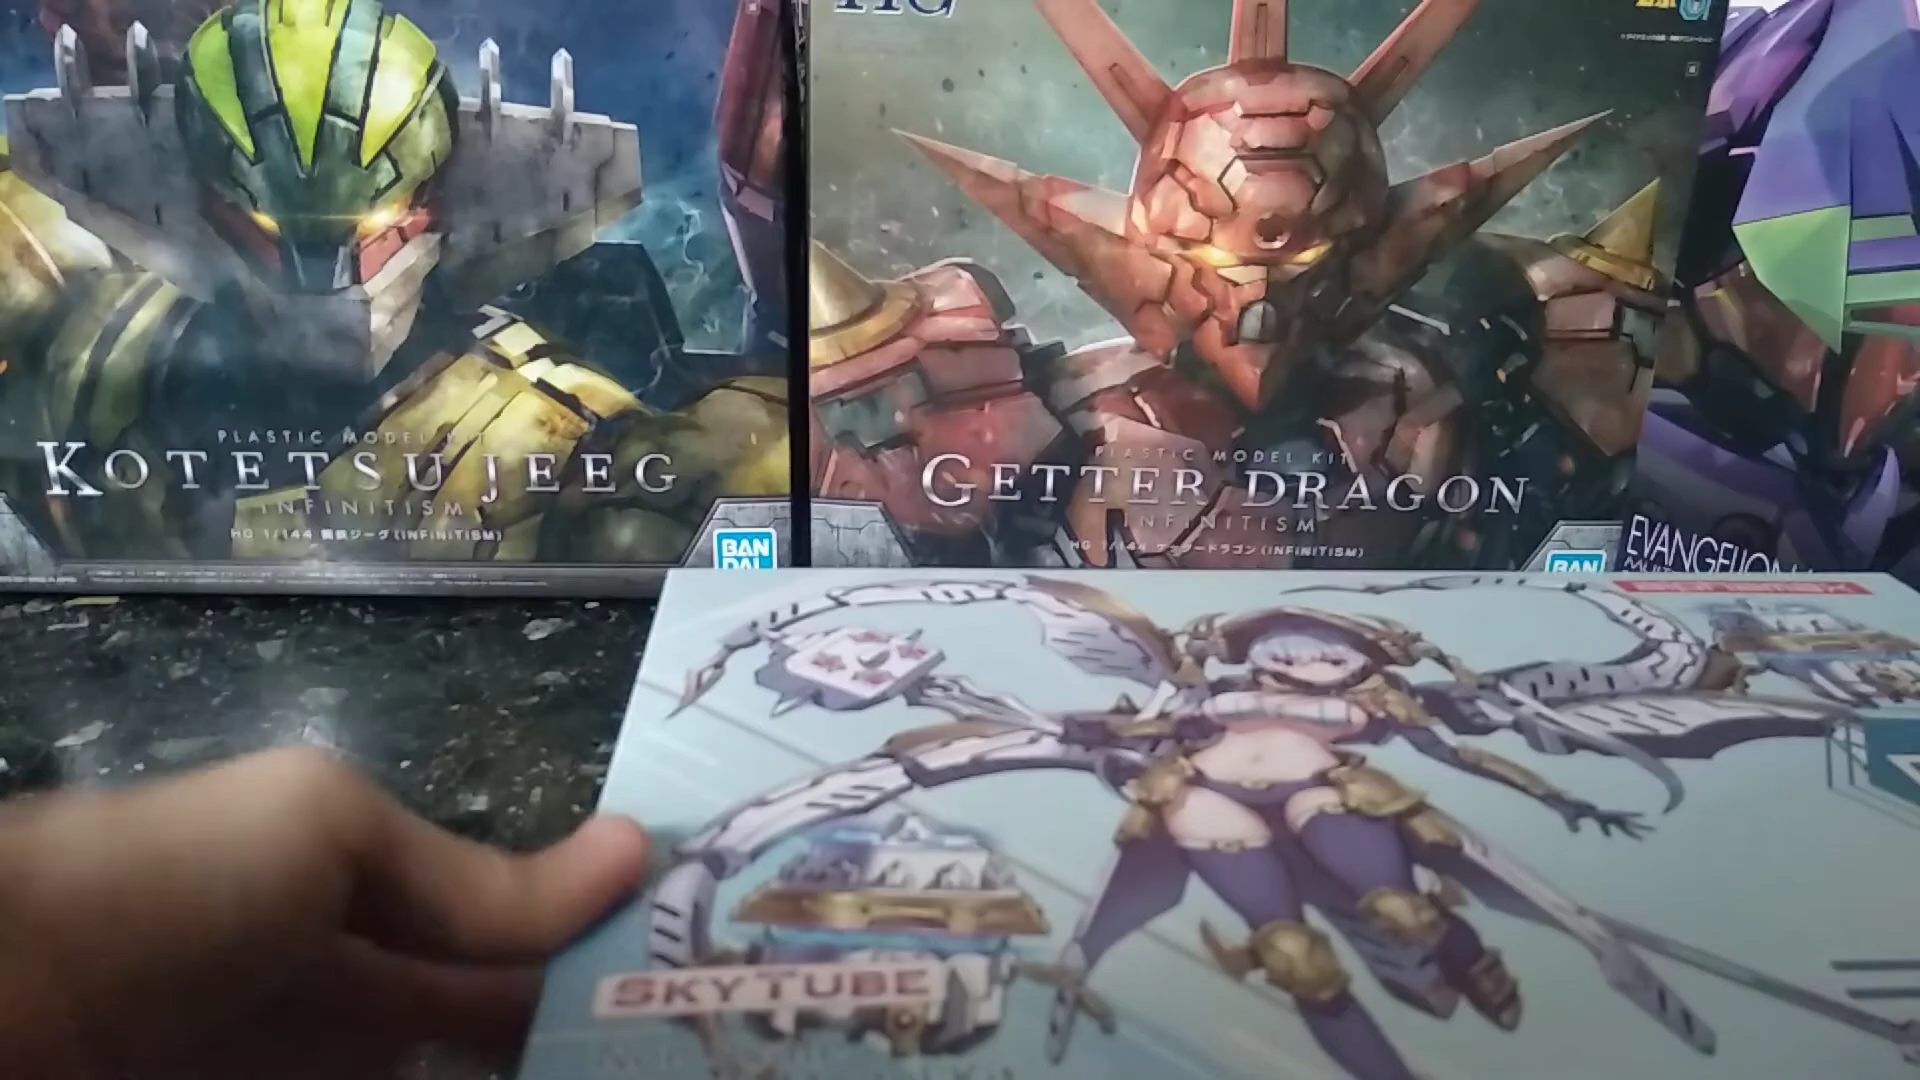 HG
PLASTIC MODEL KIT
KOTETSU JEEG
INFINITISM
HG 1/144 鋼鉄ジーグ(INFINITISM)
BANDAI
PLASTIC MODEL KIT
GETTER DRAGON
INFINITISM
HG 1/144 ゲッタードラゴン(INFINITISM)
BAN
EVANGELION
SKYTUBE